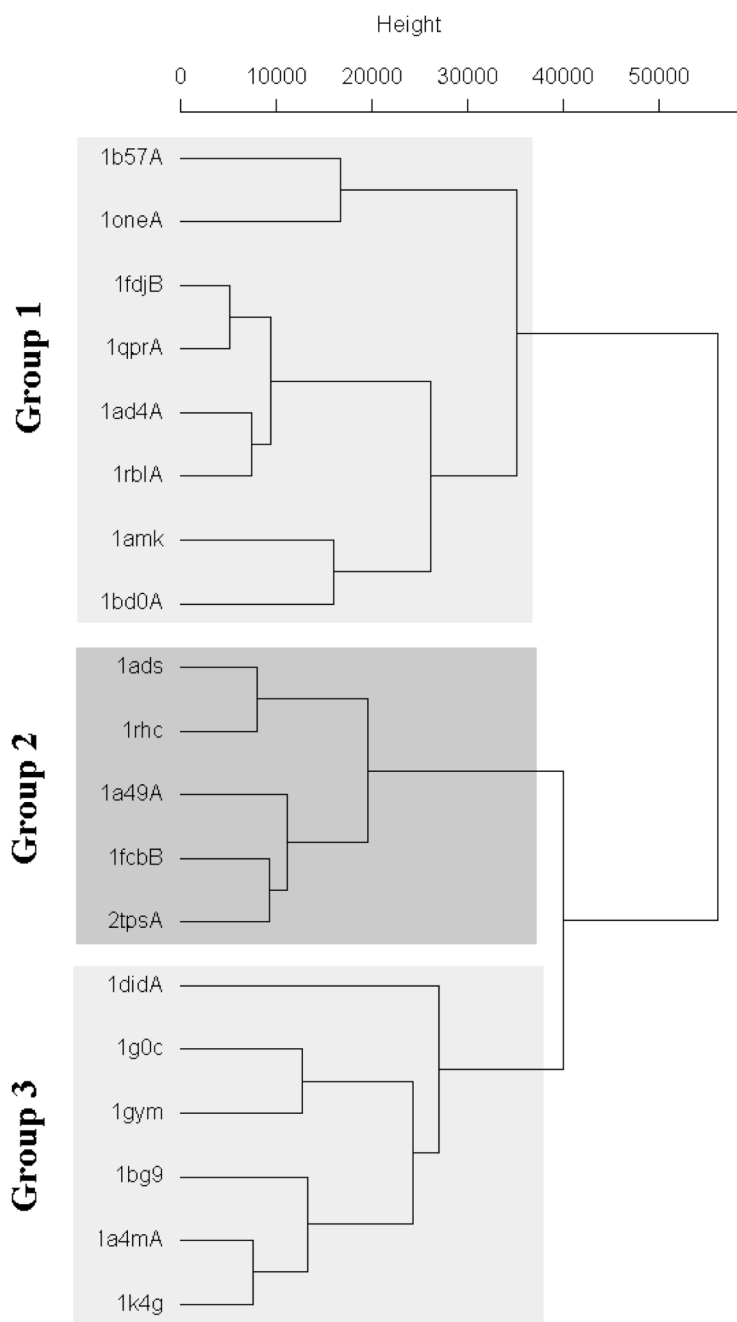 Height
0 10000 20000 30000 40000 50000
Group 1
1b57A
1oneA
1fdjB
1qprA
1ad4A
1rblA
1amk
1bd0A
Group 2
1ads
1rhc
1a49A
1fcbB
2tpsA
Group 3
1didA
1g0c
1gym
1bg9
1a4mA
1k4g